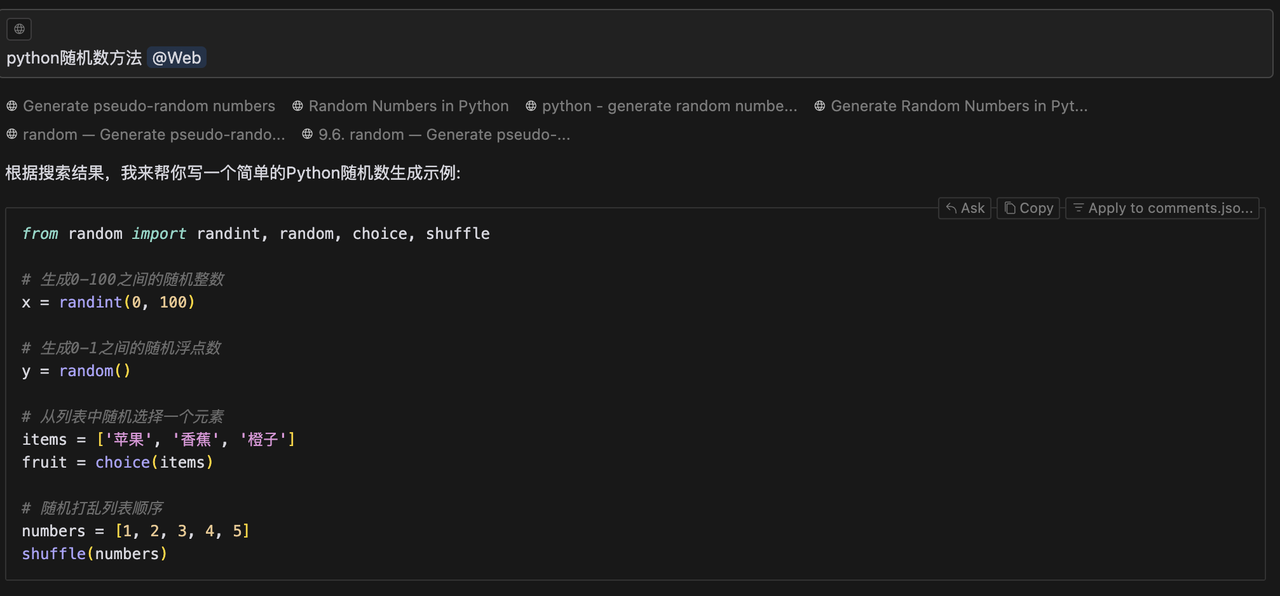 python随机数方法 @Web
Generate pseudo-random numbers Random Numbers in Python python - generate random numbe... Generate Random Numbers in Pyt...
random — Generate pseudo-rando... 9.6. random — Generate pseudo-...
根据搜索结果，我来帮你写一个简单的Python随机数生成示例:
Ask Copy Apply to comments.jso...
from random import randint, random, choice, shuffle
# 生成0-100之间的随机整数
x = randint(0, 100)
# 生成0-1之间的随机浮点数
y = random()
# 从列表中随机选择一个元素
items = ['苹果', '香蕉', '橙子']
fruit = choice(items)
# 随机打乱列表顺序
numbers = [1, 2, 3, 4, 5]
shuffle(numbers)